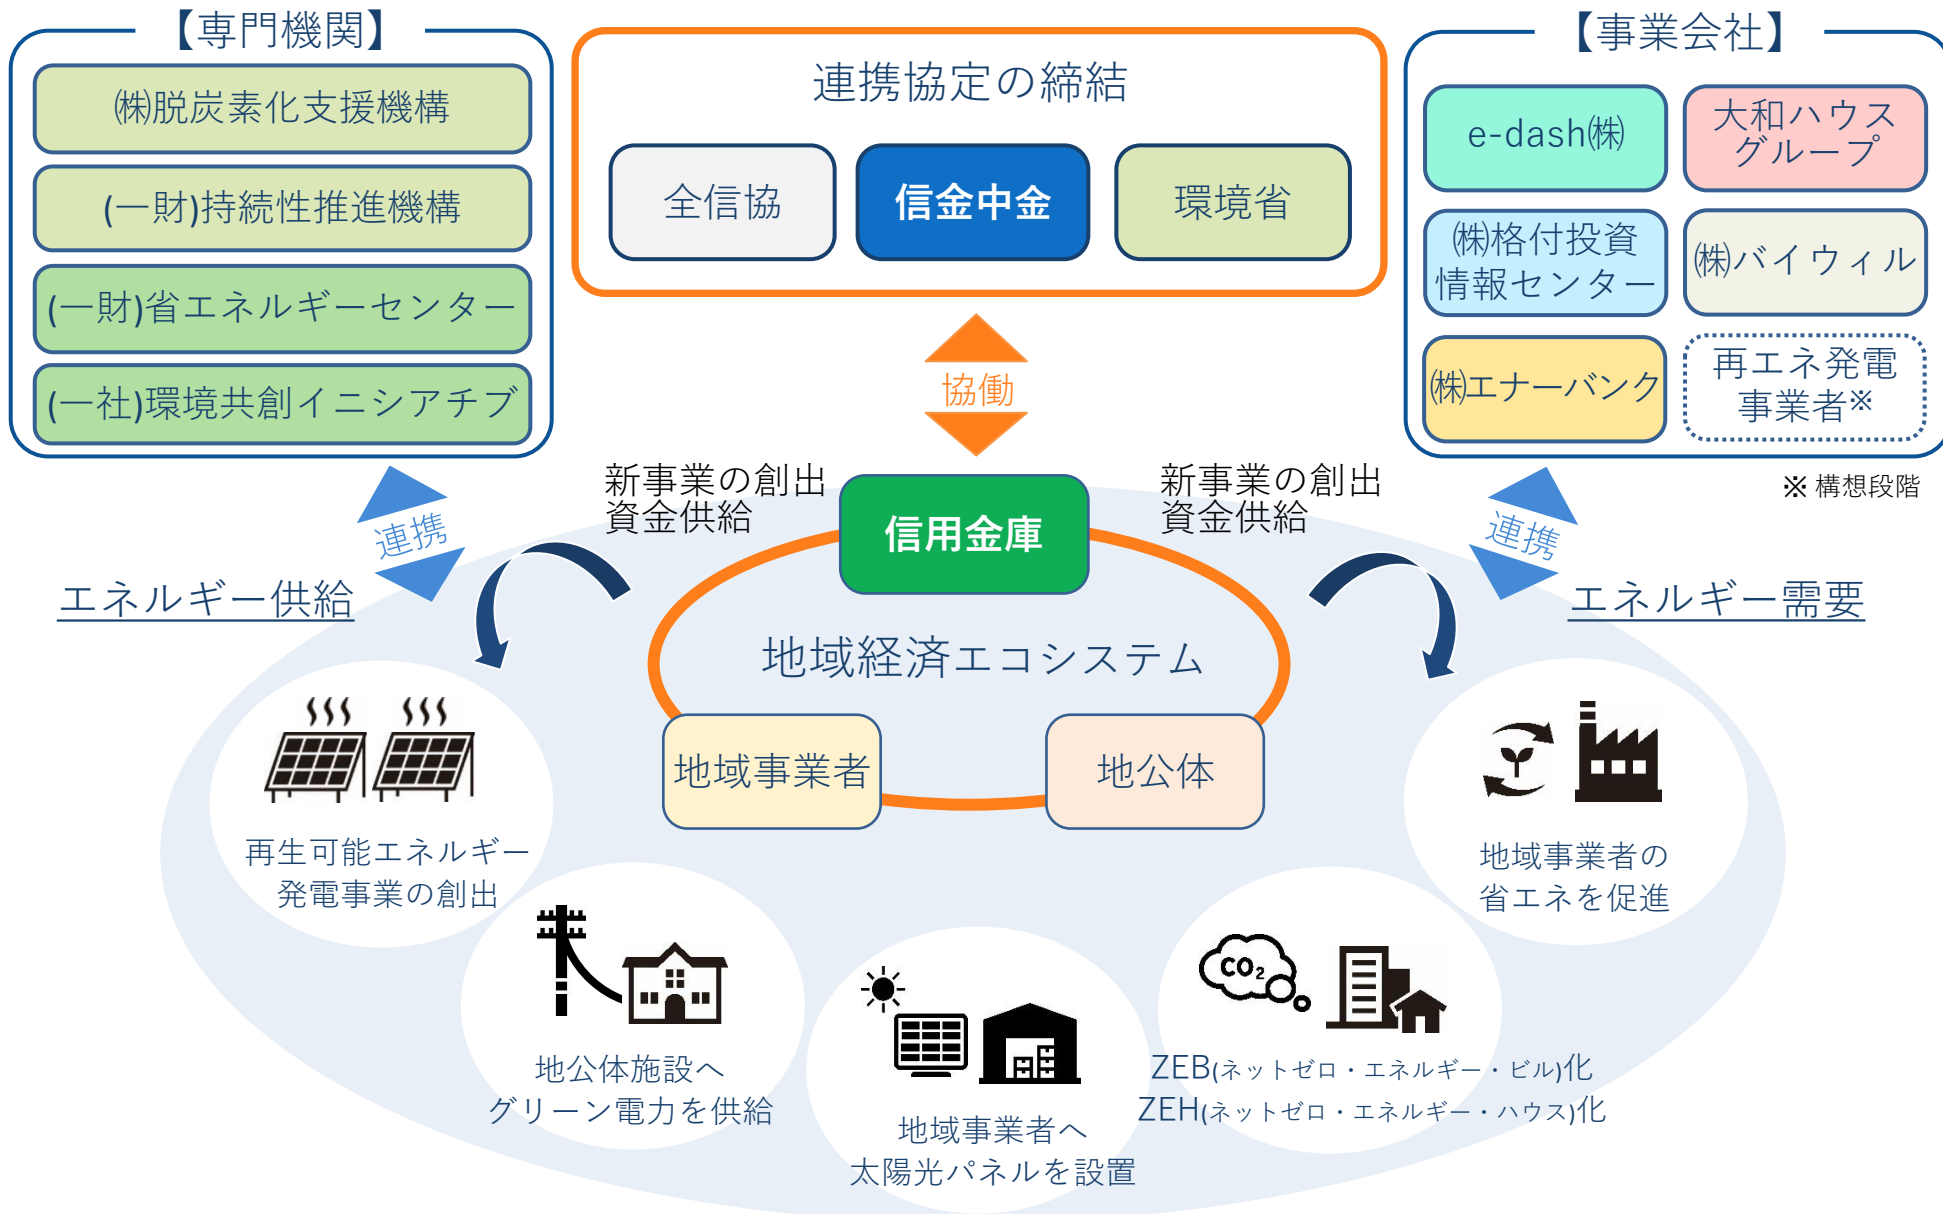 【専門機関】
㈱脱炭素化支援機構
(一財)持続性推進機構
(一財)省エネルギーセンター
(一社)環境共創イニシアチブ
連携協定の締結
全信協
信金中金
環境省
【事業会社】
e-dash㈱
大和ハウス
グループ
㈱格付投資
情報センター
㈱バイウィル
㈱エナーバンク
再エネ発電
事業者※
※ 構想段階
協働
連携
連携
新事業の創出
資金供給
信用金庫
新事業の創出
資金供給
エネルギー供給
エネルギー需要
地域経済エコシステム
地域事業者
地公体
再生可能エネルギー
発電事業の創出
地公体施設へ
グリーン電力を供給
地域事業者へ
太陽光パネルを設置
CO₂
ZEB(ネットゼロ・エネルギー・ビル)化
ZEH(ネットゼロ・エネルギー・ハウス)化
地域事業者の
省エネを促進